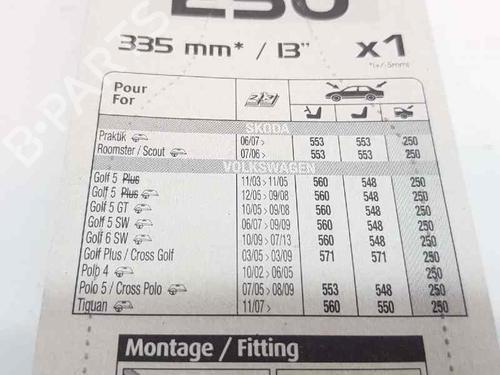 250
335 mm* / 13" x1
*(+/-5mm)
Pour
For
SKODA
Praktik 06/07 > 553 553 250
Roomster / Scout 07/06 > 553 553 250
VOLKSWAGEN
Golf 5 Plus 11/03 > 11/05 560 548 250
Golf 5 Plus 12/05 > 09/08 560 548 250
Golf 5 GT 10/05 > 09/08 560 548 250
Golf 5 SW 06/07 > 09/09 560 548 250
Golf 6 SW 10/09 > 07/13 560 548 250
Golf Plus / Cross Golf 03/05 > 03/09 571 571 250
Polo 4 10/02 > 06/05 250
Polo 5 / Cross Polo 07/05 > 08/09 553 548 250
Tiguan 11/07 > 560 550 250
Montage / Fitting
B-PARTS